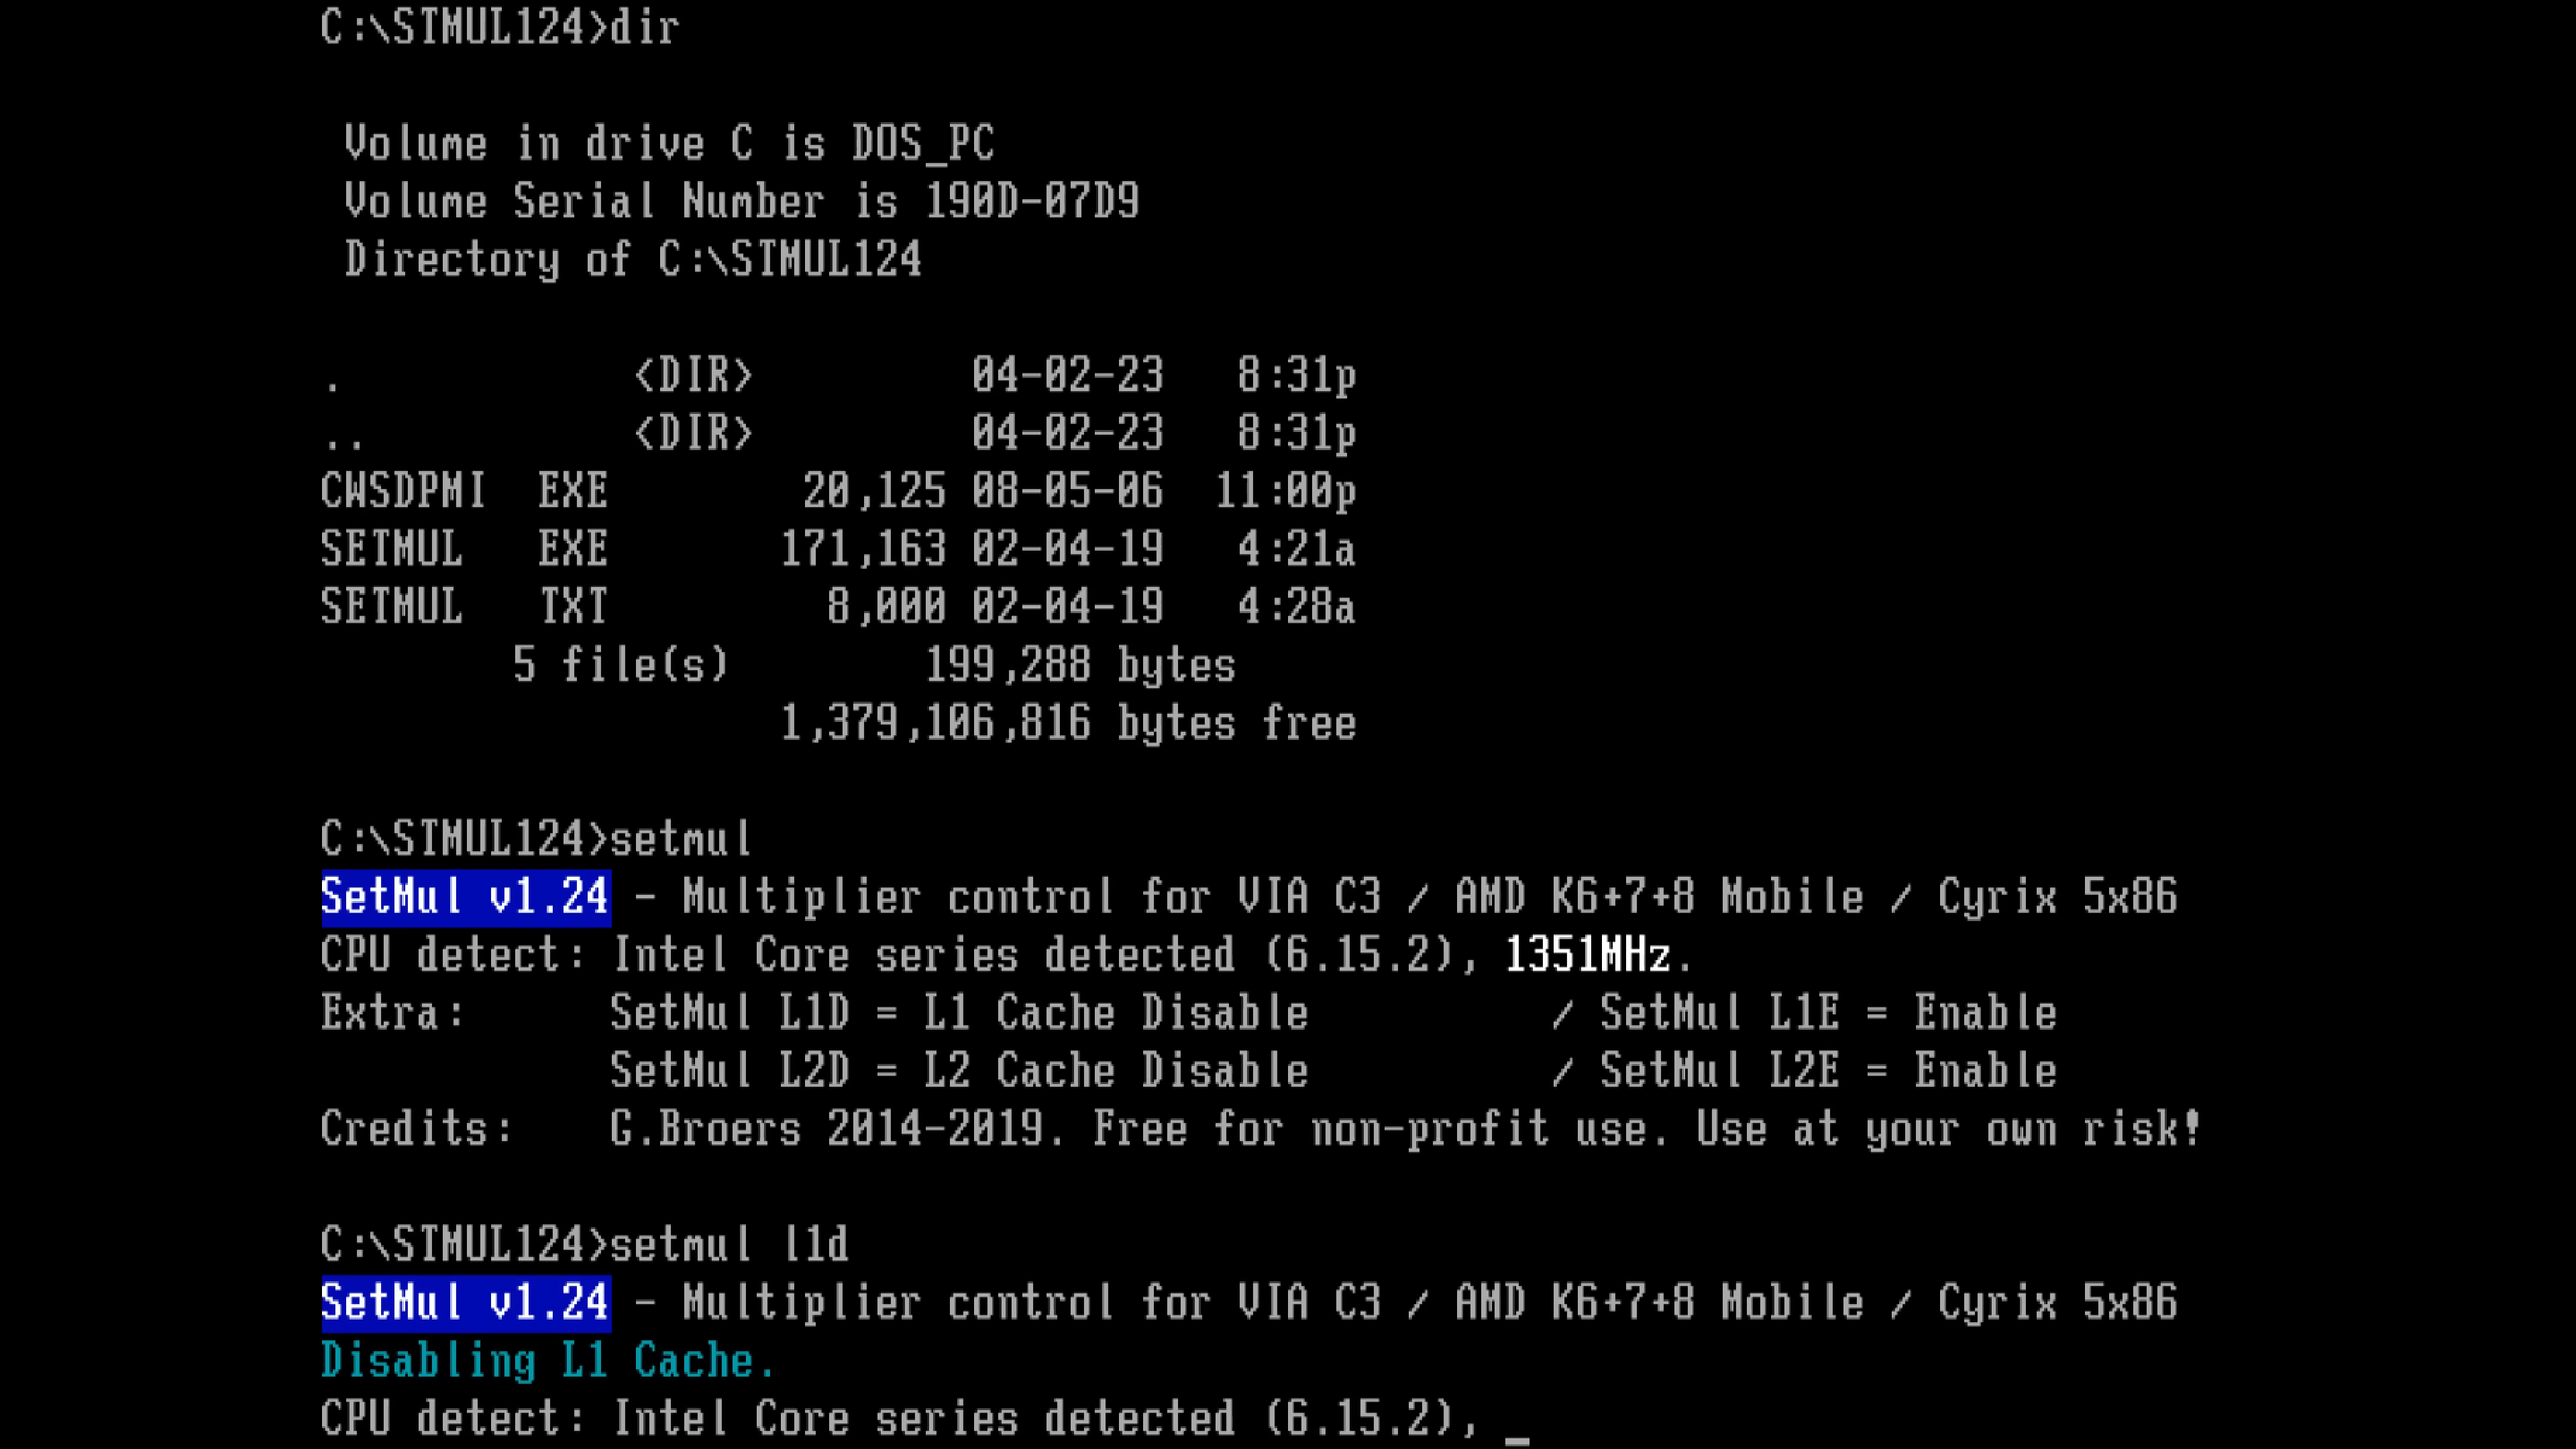 C:\STMUL124>dir
Volume in drive C is DOS_PC
Volume Serial Number is 190D-07D9
Directory of C:\STMUL124
. <DIR> 04-02-23 8:31p
.. <DIR> 04-02-23 8:31p
CWSDPMI EXE 20,125 08-05-06 11:00p
SETMUL EXE 171,163 02-04-19 4:21a
SETMUL TXT 8,000 02-04-19 4:28a
5 file(s) 199,288 bytes
1,379,106,816 bytes free
C:\STMUL124>setmul
SetMul v1.24 - Multiplier control for VIA C3 / AMD K6+7+8 Mobile / Cyrix 5x86
CPU detect: Intel Core series detected (6.15.2), 1351MHz.
Extra: SetMul L1D = L1 Cache Disable / SetMul L1E = Enable
SetMul L2D = L2 Cache Disable / SetMul L2E = Enable
Credits: G.Broers 2014-2019. Free for non-profit use. Use at your own risk!
C:\STMUL124>setmul l1d
SetMul v1.24 - Multiplier control for VIA C3 / AMD K6+7+8 Mobile / Cyrix 5x86
Disabling L1 Cache.
CPU detect: Intel Core series detected (6.15.2), _